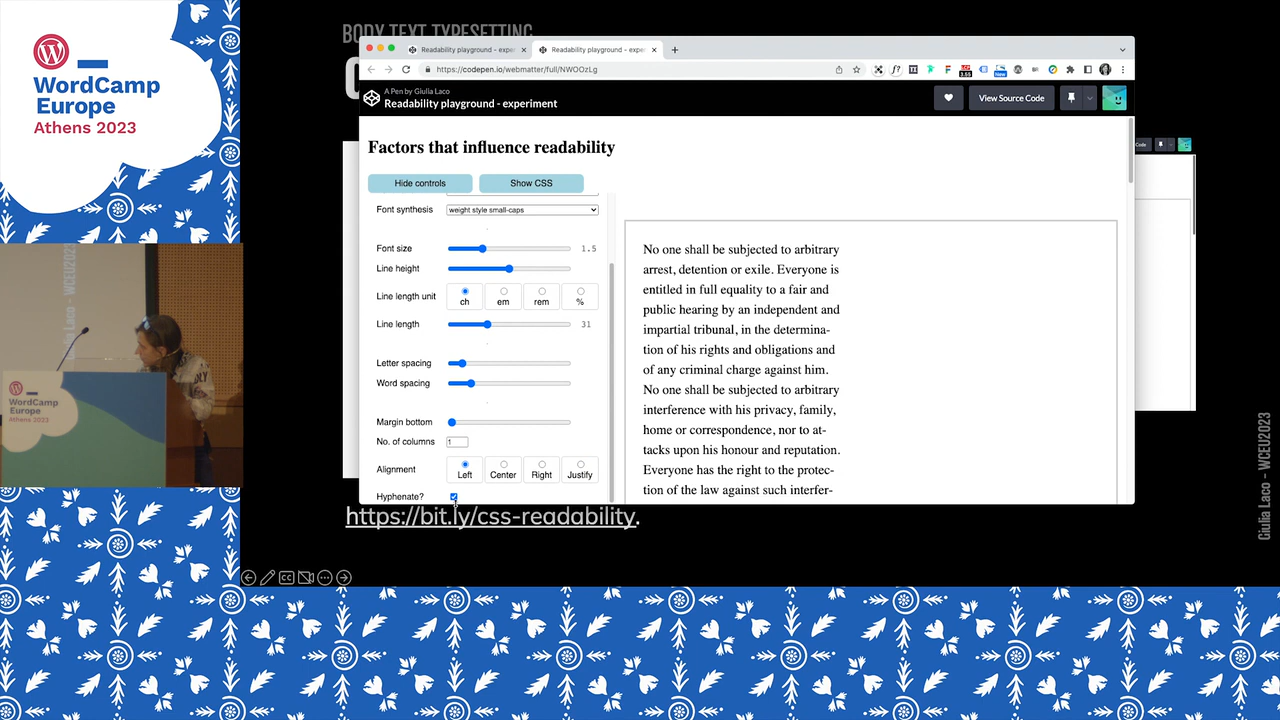 WordCamp
Europe
Athens 2023
BODY TEXT TYPESETTING
Readability playground - exper
Readability playground - exper
https://codepen.io/webmatter/full/NWOOzLg
A Pen by Giulia Laco
Readability playground - experiment
View Source Code
Factors that influence readability
Hide controls
Show CSS
Font synthesis
weight style small-caps
Font size
1.5
Line height
Line length unit
ch
em
rem
%
Line length
31
Letter spacing
Word spacing
Margin bottom
No. of columns
1
Alignment
Left
Center
Right
Justify
Hyphenate?
No one shall be subjected to arbitrary
arrest, detention or exile. Everyone is
entitled in full equality to a fair and
public hearing by an independent and
impartial tribunal, in the determina-
tion of his rights and obligations and
of any criminal charge against him.
No one shall be subjected to arbitrary
interference with his privacy, family,
home or correspondence, nor to at-
tacks upon his honour and reputation.
Everyone has the right to the protec-
tion of the law against such interfer-
Code
https://bit.ly/css-readability.
Giulia Laco - WCEU2023
Laco - WCEU2023
WordCamp
Europe
Athens 2023